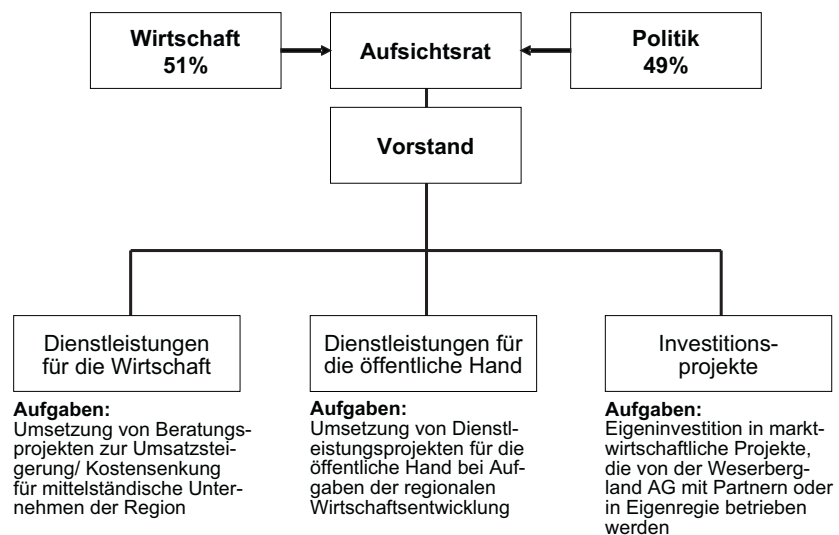 Wirtschaft
51%
Aufsichtsrat
Politik
49%
Vorstand
Dienstleistungen
für die Wirtschaft
Aufgaben:
Umsetzung von Beratungs-
projekten zur Umsatzstei-
gerung/ Kostensenkung
für mittelständische Unter-
nehmen der Region
Dienstleistungen für
die öffentliche Hand
Aufgaben:
Umsetzung von Dienstl-
eistungsprojekten für die
öffentliche Hand bei Auf-
gaben der regionalen
Wirtschaftsentwicklung
Investitions-
projekte
Aufgaben:
Eigeninvestition in markt-
wirtschaftliche Projekte,
die von der Weserberg-
land AG mit Partnern oder
in Eigenregie betrieben
werden